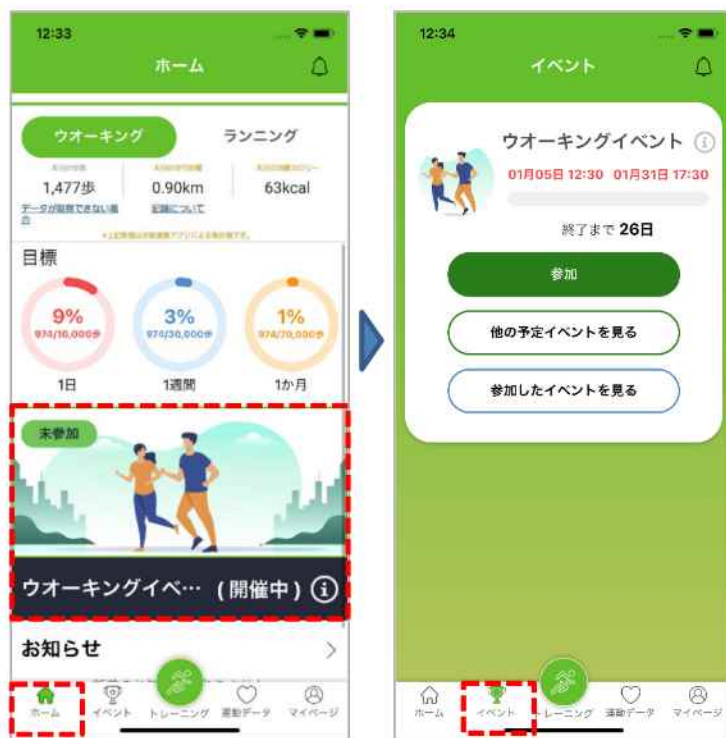 12:33
ホーム
ウオーキング
ランニング
1,477歩
0.90km
63kcal
データが取得できない場合
記録について
目標
9%
974/10,000歩
1日
3%
974/30,000歩
1週間
1%
974/70,000歩
1か月
未参加
ウオーキングイベ… (開催中)
お知らせ
ホーム
イベント
トレーニング
運動データ
マイページ
12:34
イベント
ウオーキングイベント
01月05日 12:30 01月31日 17:30
終了まで 26日
参加
他の予定イベントを見る
参加したイベントを見る
ホーム
イベント
トレーニング
運動データ
マイページ